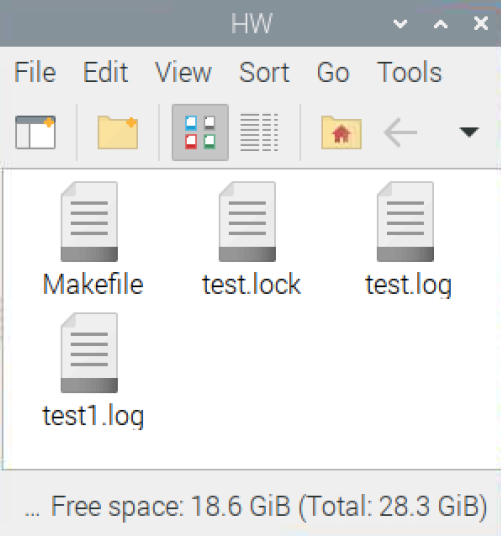 HW
File Edit View Sort Go Tools
Makefile test.lock test.log
test1.log
... Free space: 18.6 GiB (Total: 28.3 GiB)